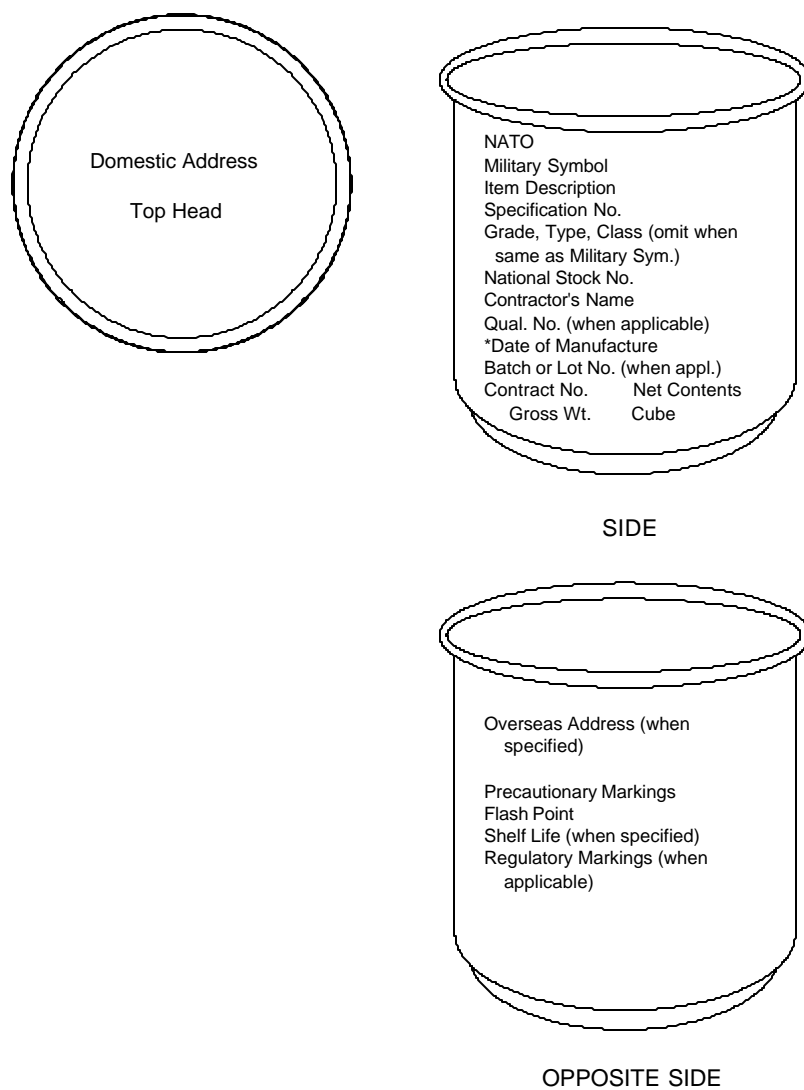 Domestic Address
Top Head
NATO
Military Symbol
Item Description
Specification No.
Grade, Type, Class (omit when
same as Military Sym.)
National Stock No.
Contractor's Name
Qual. No. (when applicable)
*Date of Manufacture
Batch or Lot No. (when appl.)
Contract No. Net Contents
Gross Wt. Cube
SIDE
Overseas Address (when
specified)
Precautionary Markings
Flash Point
Shelf Life (when specified)
Regulatory Markings (when
applicable)
OPPOSITE SIDE